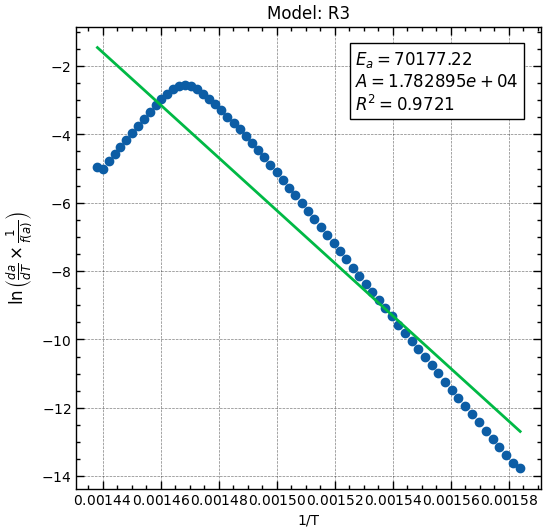 Model: R3
E_a = 70177.22
A = 1.782895e + 04
R^2 = 0.9721
ln(da/dT × 1/f(a))
−2
−4
−6
−8
−10
−12
−14
0.00144 0.00146 0.00148 0.00150 0.00152 0.00154 0.00156 0.00158
1/T